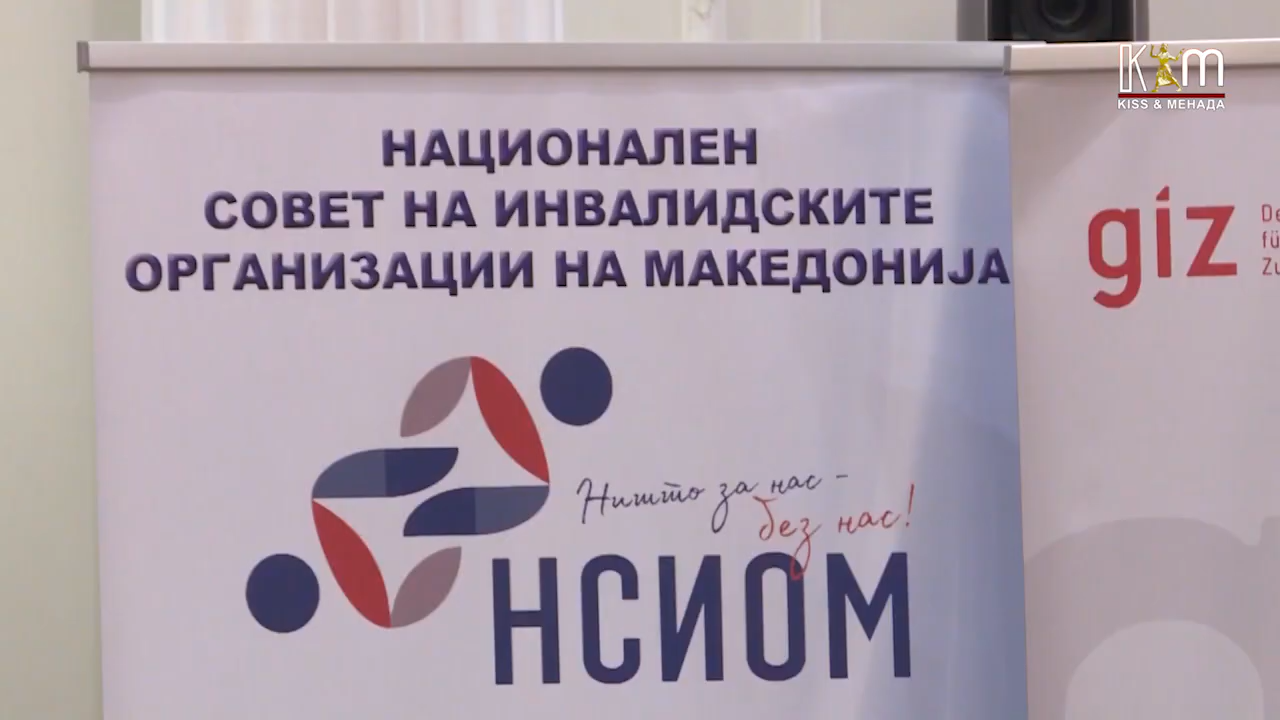 НАЦИОНАЛЕН
СОВЕТ НА ИНВАЛИДСКИТЕ
ОРГАНИЗАЦИИ НА МАКЕДОНИЈА
Ништо за нас -
без нас!
НСИОМ
giz
K m
KISS & МЕНАДА